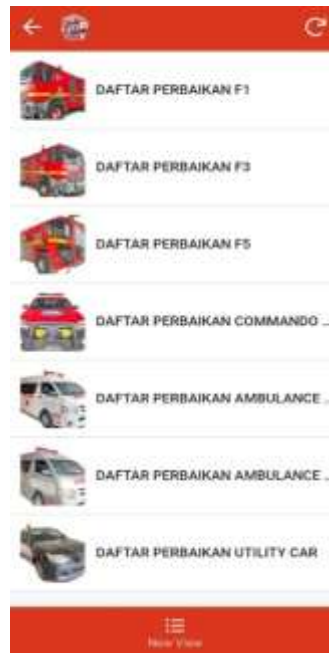 DAFTAR PERBAIKAN F1
DAFTAR PERBAIKAN F3
DAFTAR PERBAIKAN F5
DAFTAR PERBAIKAN COMMANDO ..
DAFTAR PERBAIKAN AMBULANCE ..
DAFTAR PERBAIKAN AMBULANCE ..
DAFTAR PERBAIKAN UTILITY CAR
New View